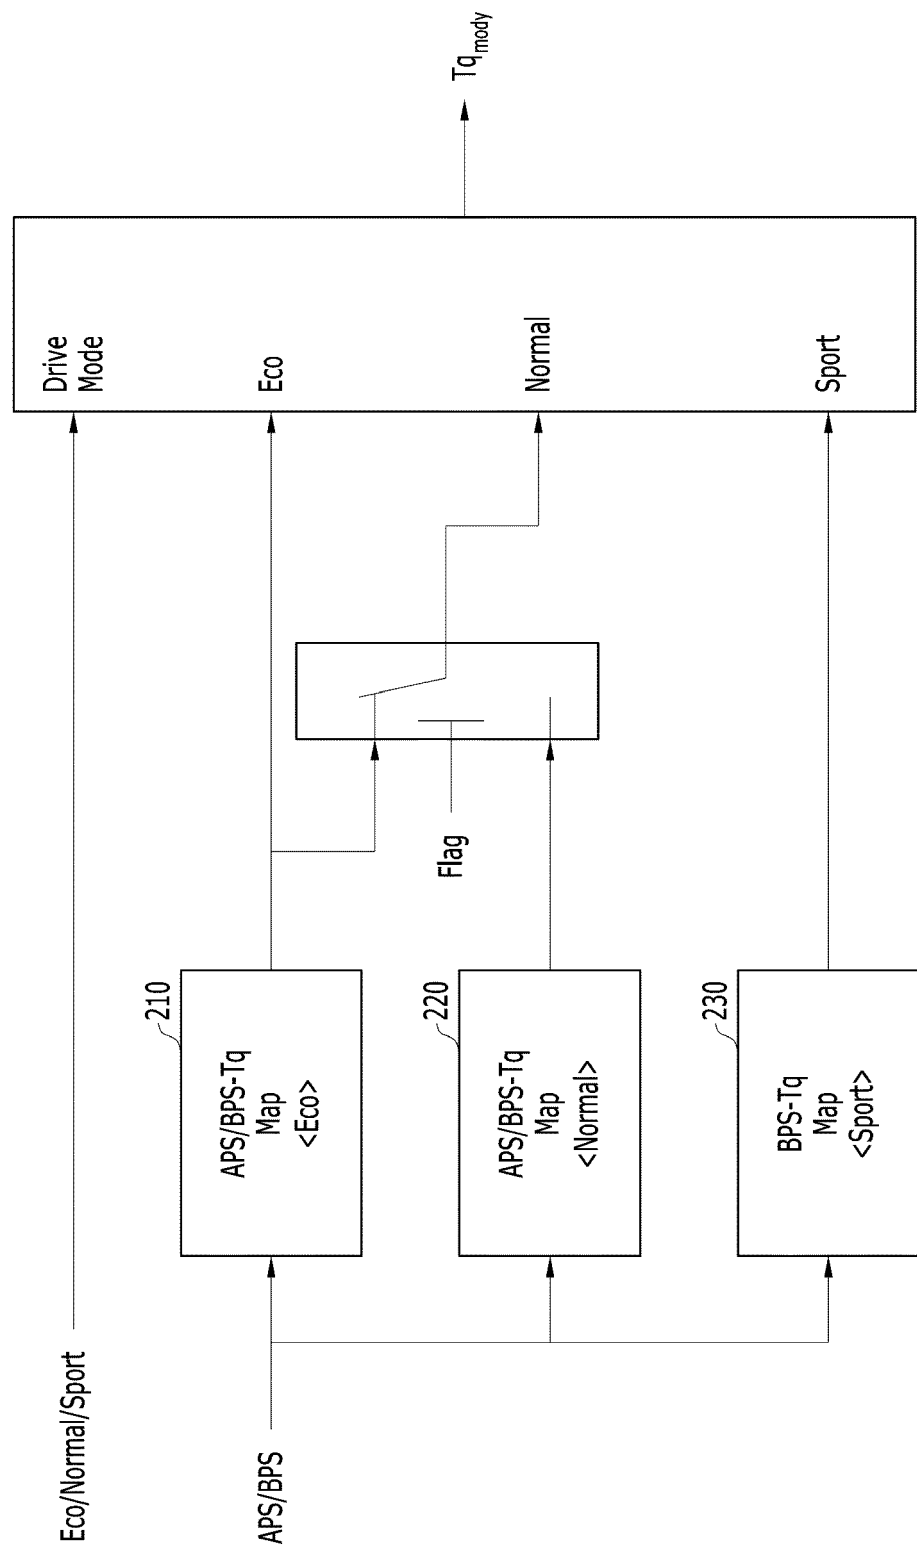 Eco/Normal/Sport
APS/BPS
210
APS/BPS-Tq
Map
<Eco>
220
APS/BPS-Tq
Map
<Normal>
230
BPS-Tq
Map
<Sport>
Flag
Drive
Mode
Eco
Normal
Sport
Tqmody